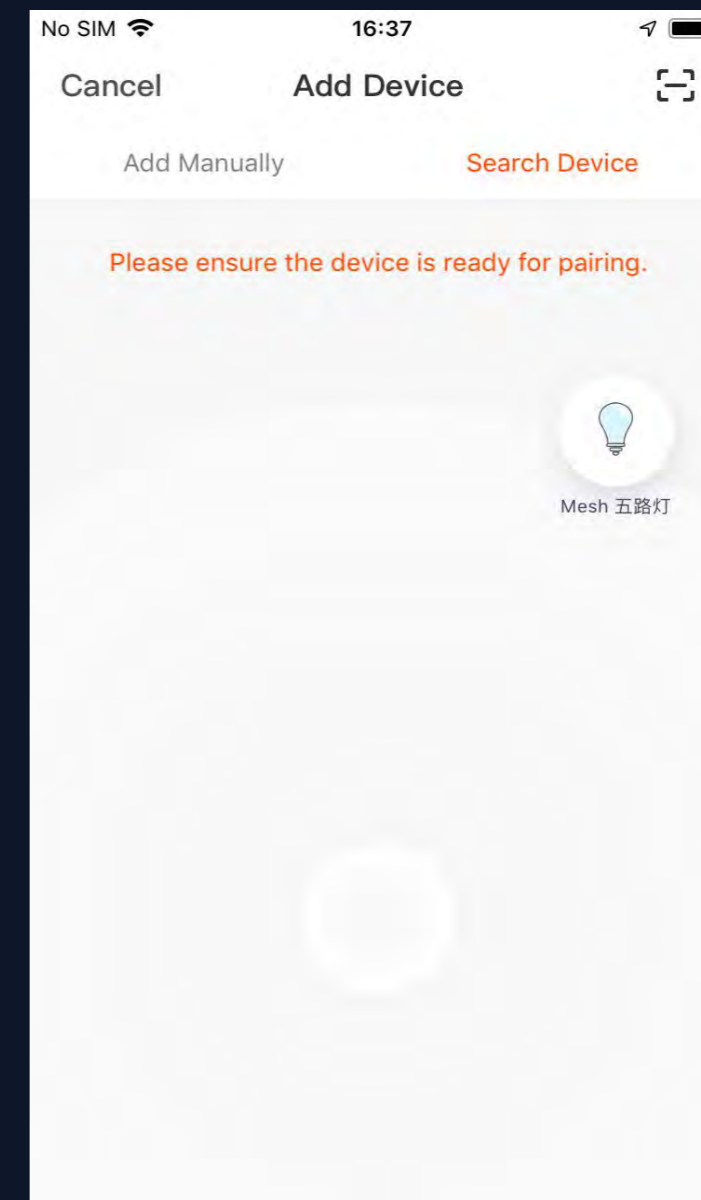 No SIM 16:37
Cancel Add Device
Add Manually Search Device
Please ensure the device is ready for pairing.
Mesh 五路灯